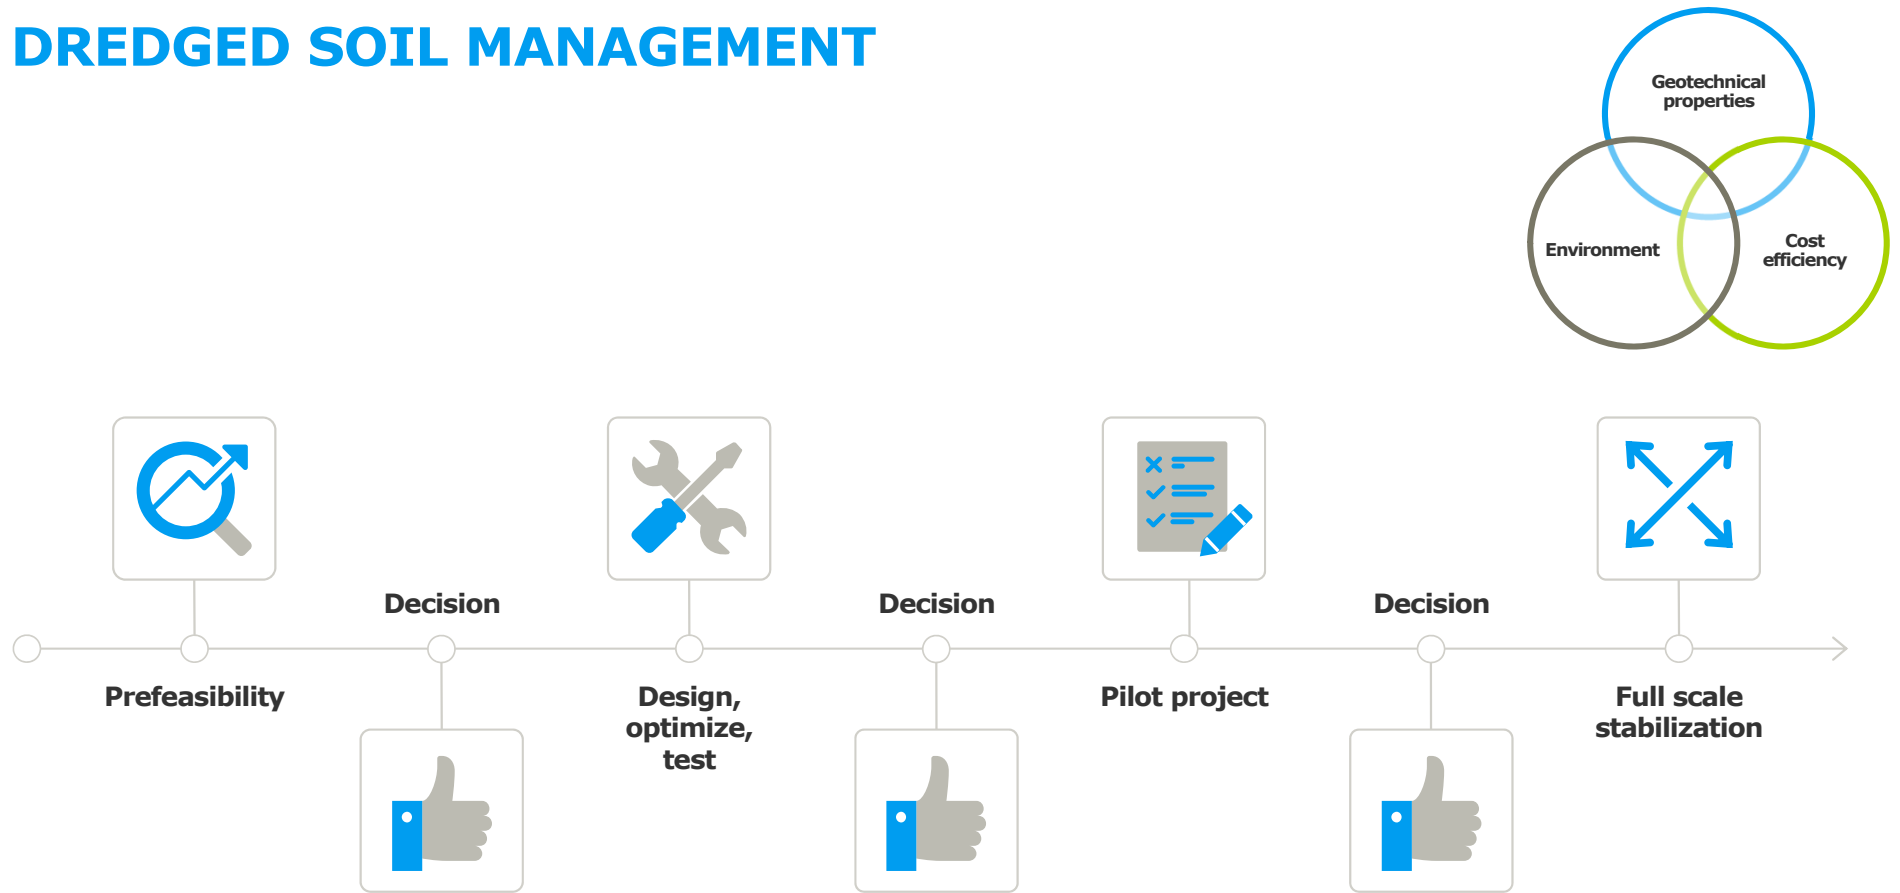 DREDGED SOIL MANAGEMENT
Geotechnical
properties
Environment
Cost
efficiency
Decision
Decision
Decision
Prefeasibility
Design,
optimize,
test
Pilot project
Full scale
stabilization